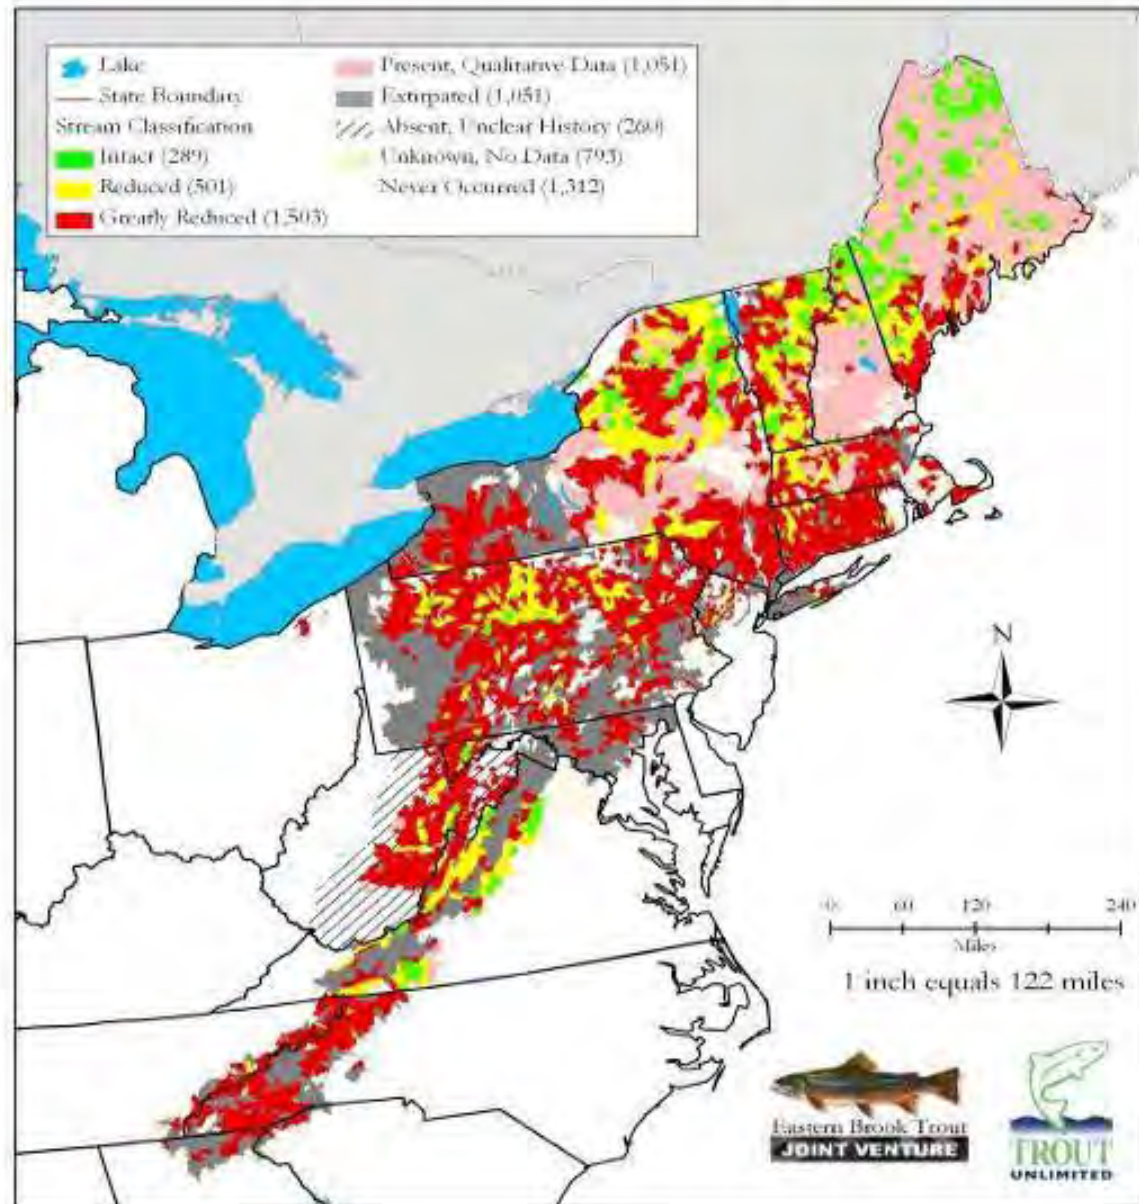 Lake
State Boundary
Stream Classification
Intact (289)
Reduced (501)
Greatly Reduced (1,503)
Present, Qualitative Data (1,051)
Extirpated (1,051)
Absent, Unclear History (260)
Unknown, No Data (793)
Never Occurred (1,312)
N
0 60 120 240
Miles
1 inch equals 122 miles
Eastern Brook Trout
JOINT VENTURE
TROUT
UNLIMITED